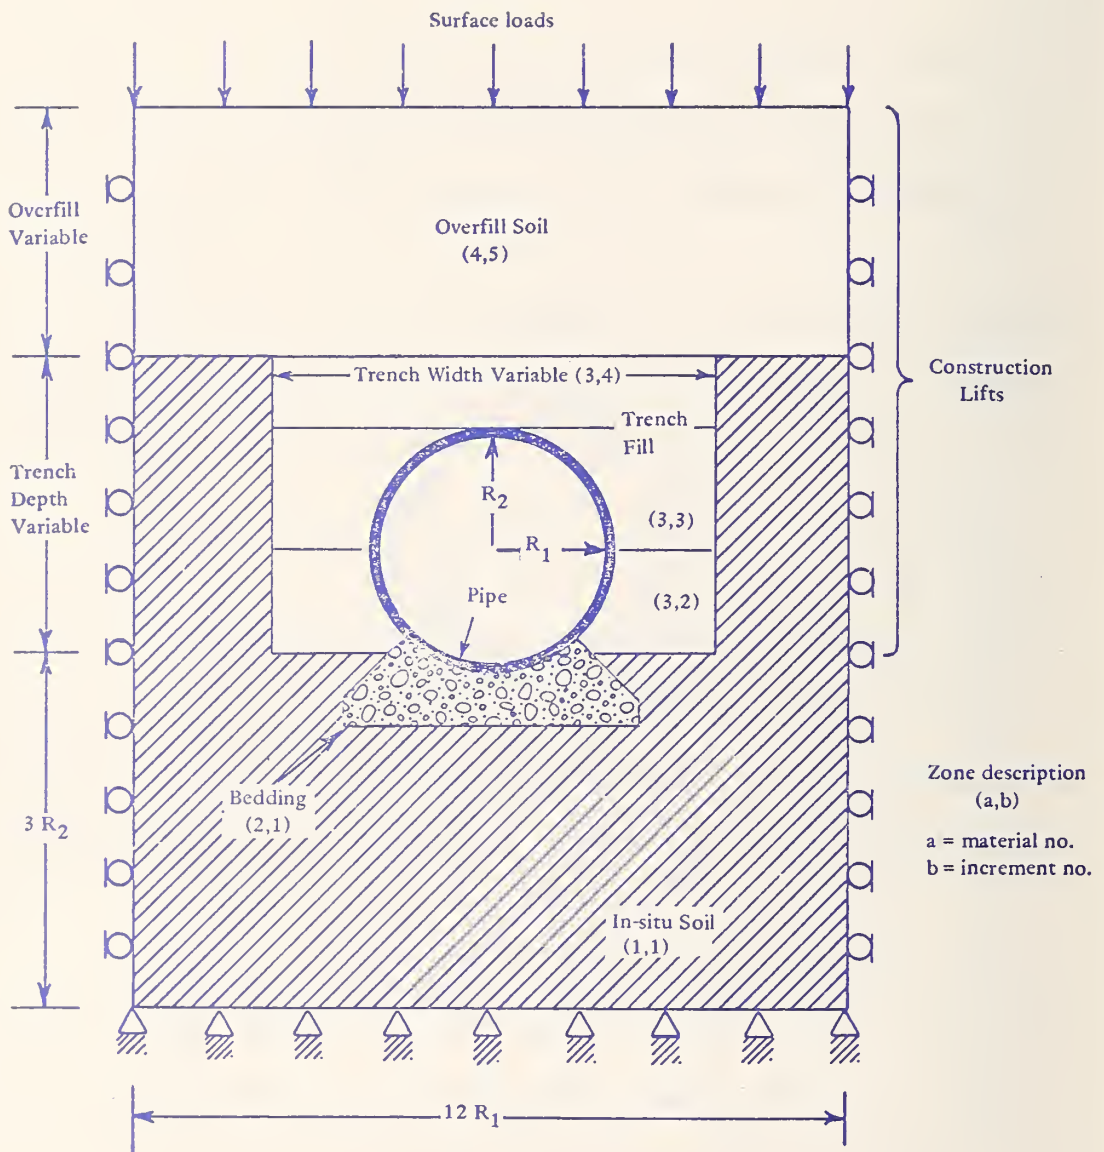 Surface loads
Overfill
Variable
Overfill Soil
(4,5)
Construction
Lifts
Trench Width Variable (3,4)
Trench
Fill
Trench
Depth
Variable
R2
(3,3)
R1
(3,2)
Pipe
Bedding
(2,1)
3 R2
Zone description
(a,b)
a = material no.
b = increment no.
In-situ Soil
(1,1)
12 R1